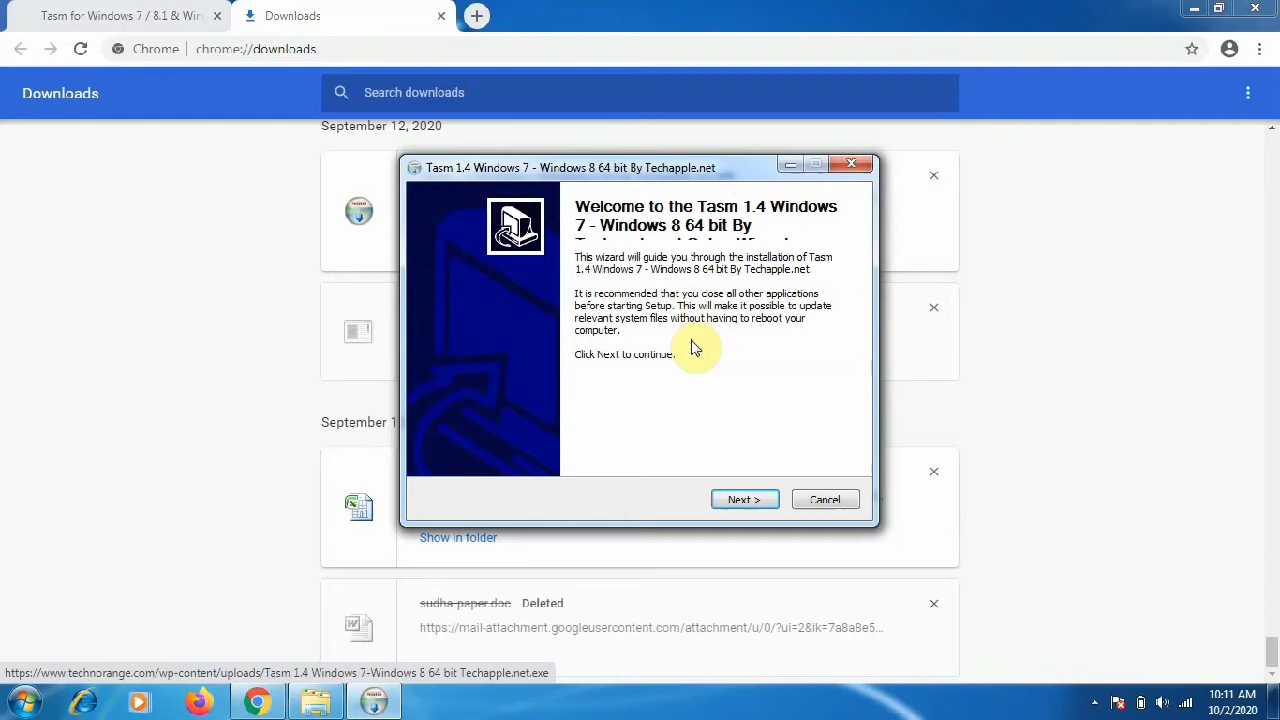 Tasm for Windows 7 / 8.1 & Win
Downloads
Chrome
chrome://downloads
Downloads
Search downloads
September 12, 2020
Tasm 1.4 Windows 7 - Windows 8 64 bit By Techapple.net
Welcome to the Tasm 1.4 Windows
7 - Windows 8 64 bit By
This wizard will guide you through the installation of Tasm
1.4 Windows 7 - Windows 8 64 bit By Techapple.net
It is recommended that you close all other applications
before starting Setup. This will make it possible to update
relevant system files without having to reboot your
computer.
Click Next to continue.
September 1
Next >
Cancel
Show in folder
sudha paper.doc Deleted
https://mail-attachment.googleusercontent.com/attachment/u/0/?ui=2&ik=7a8a8e5...
https://www.technorange.com/wp-content/uploads/Tasm 1.4 Windows 7-Windows 8 64 bit Techapple.net.exe
10:11 AM
10/2/2020